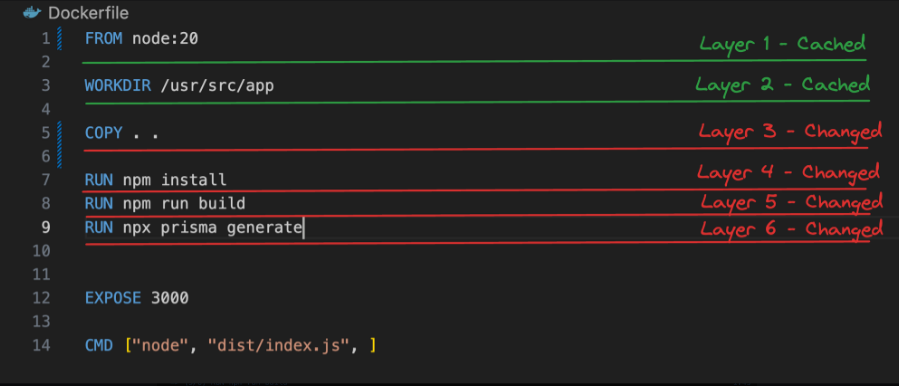 Dockerfile
1 FROM node:20 Layer 1 - Cached
2
3 WORKDIR /usr/src/app Layer 2 - Cached
4
5 COPY . . Layer 3 - Changed
6
7 RUN npm install Layer 4 - Changed
8 RUN npm run build Layer 5 - Changed
9 RUN npx prisma generate Layer 6 - Changed
10
11
12 EXPOSE 3000
13
14 CMD ["node", "dist/index.js", ]